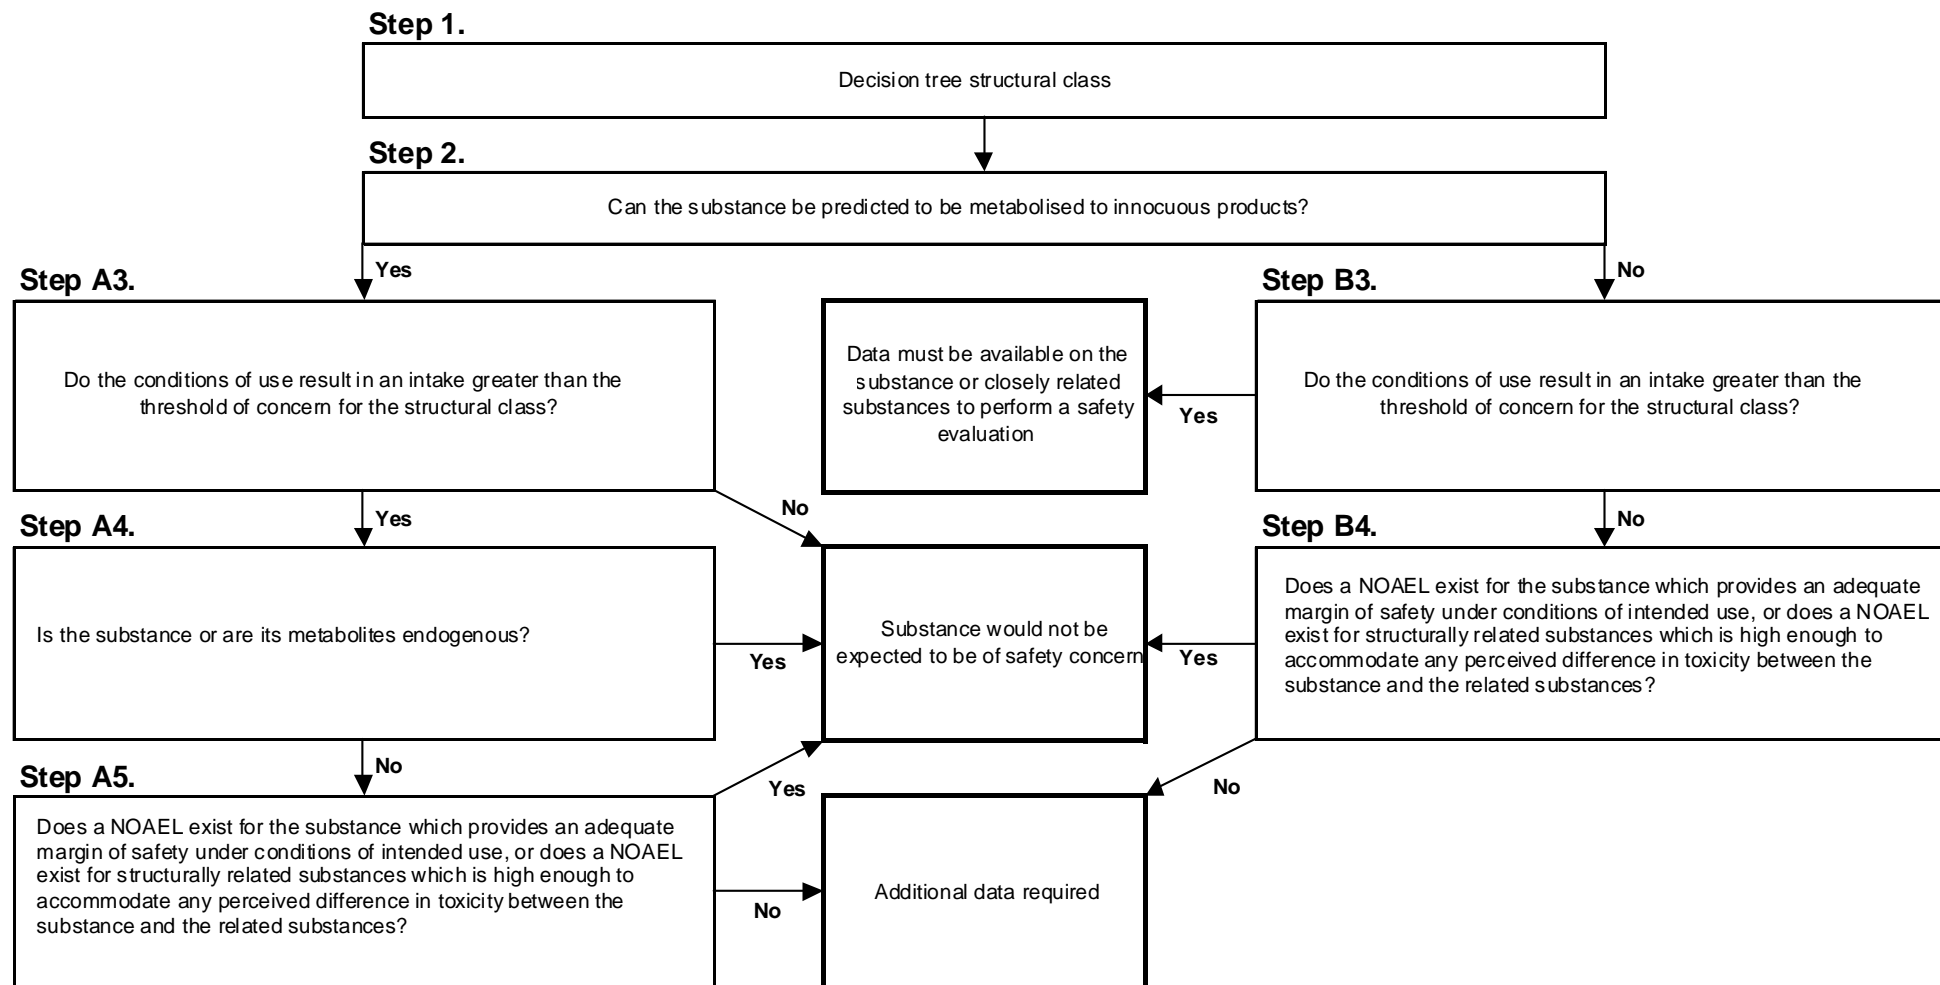 Step 1.
Decision tree structural class
Step 2.
Can the substance be predicted to be metabolised to innocuous products?
Yes
No
Step A3.
Do the conditions of use result in an intake greater than the
threshold of concern for the structural class?
Data must be available on the
substance or closely related
substances to perform a safety
evaluation
Step B3.
Do the conditions of use result in an intake greater than the
threshold of concern for the structural class?
Yes
No
Yes
No
Step A4.
Is the substance or are its metabolites endogenous?
Yes
Substance would not be
expected to be of safety concern
Yes
Step B4.
Does a NOAEL exist for the substance which provides an adequate
margin of safety under conditions of intended use, or does a NOAEL
exist for structurally related substances which is high enough to
accommodate any perceived difference in toxicity between the
substance and the related substances?
No
Yes
No
Step A5.
Does a NOAEL exist for the substance which provides an adequate
margin of safety under conditions of intended use, or does a NOAEL
exist for structurally related substances which is high enough to
accommodate any perceived difference in toxicity between the
substance and the related substances?
No
Additional data required